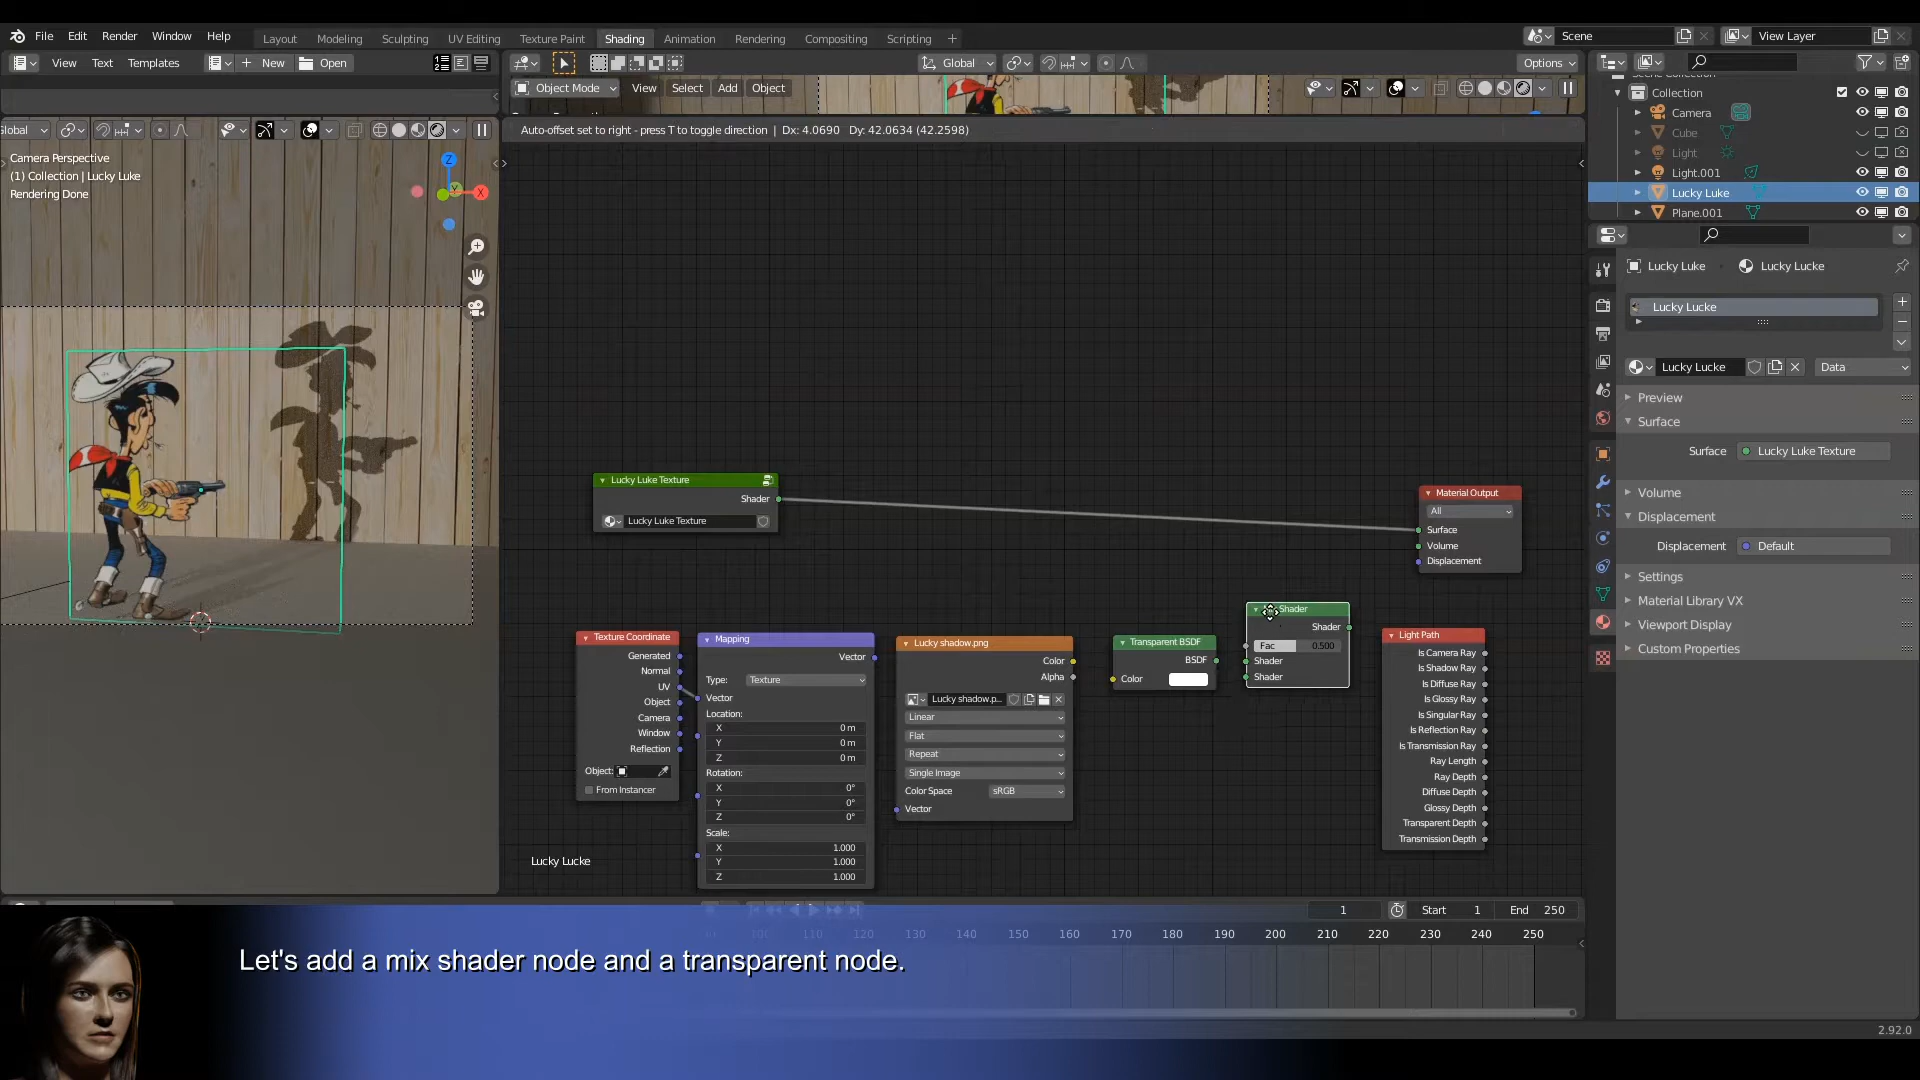 File Edit Render Window Help
Layout Modeling Sculpting UV Editing Texture Paint Shading Animation Rendering Compositing Scripting +
Scene
View Layer
View Text Templates
New
Open
Global
Options
Object Mode
View Select Add Object
Auto-offset set to right - press T to toggle direction | Dx: 4.0690 Dy: 42.0634 (42.2598)
Camera Perspective
(1) Collection | Lucky Luke
Rendering Done
Z
Y
X
Collection
Camera
Cube
Light
Light.001
Lucky Luke
Plane.001
Lucky Luke
Lucky Lucke
Lucky Lucke
Lucky Lucke
Data
Preview
Surface
Surface
Lucky Luke Texture
Volume
Displacement
Displacement
Default
Settings
Material Library VX
Viewport Display
Custom Properties
Lucky Luke Texture
Shader
Lucky Luke Texture
Material Output
All
Surface
Volume
Displacement
Texture Coordinate
Generated
Normal
UV
Object
Camera
Window
Reflection
Object:
From Instancer
Mapping
Vector
Type: Texture
Vector
Location:
X 0 m
Y 0 m
Z 0 m
Rotation:
X 0°
Y 0°
Z 0°
Scale:
X 1.000
Y 1.000
Z 1.000
Lucky shadow.png
Color
Alpha
Lucky shadow.p...
Linear
Flat
Repeat
Single Image
Color Space sRGB
Vector
Transparent BSDF
BSDF
Color
Shader
Shader
Fac 0.500
Shader
Shader
Light Path
Is Camera Ray
Is Shadow Ray
Is Diffuse Ray
Is Glossy Ray
Is Singular Ray
Is Reflection Ray
Is Transmission Ray
Ray Length
Ray Depth
Diffuse Depth
Glossy Depth
Transparent Depth
Transmission Depth
Lucky Lucke
1
Start 1
End 250
100 110 120 130 140 150 160 170 180 190 200 210 220 230 240 250
Let's add a mix shader node and a transparent node.
2.92.0